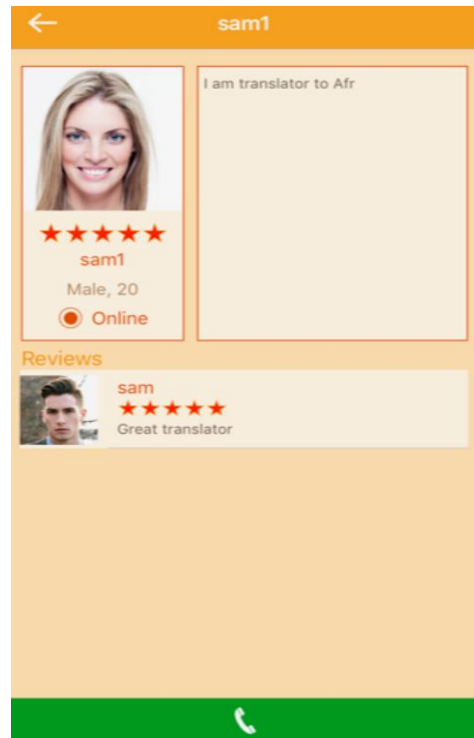 sam1
I am translator to Afr
sam1
Male, 20
Online
Reviews
sam
Great translator